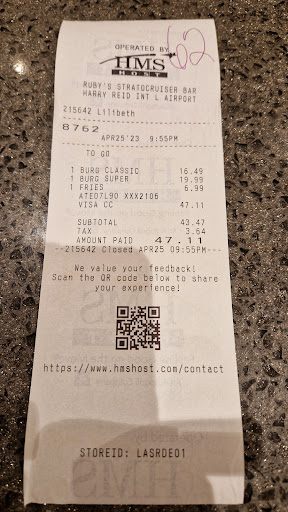 OPERATED BY
62
HMS
HOST
RUBY'S STRATOCRUISER BAR
HARRY REID INT L AIRPORT
215642 Lilibeth
8762
APR25'23 9:55PM
TO GO
1 BURG CLASSIC 16.49
1 BURG SUPER 19.99
1 FRIES 6.99
ATE07L90 XXX2105
VISA CC 47.11
SUBTOTAL 43.47
TAX 3.64
AMOUNT PAID 47.11
--215642 Closed APR25 09:55PM---
We value your feedback!
Scan the QR code below to share
your experience!
https://www.hmshost.com/contact
STOREID: LASRDE01